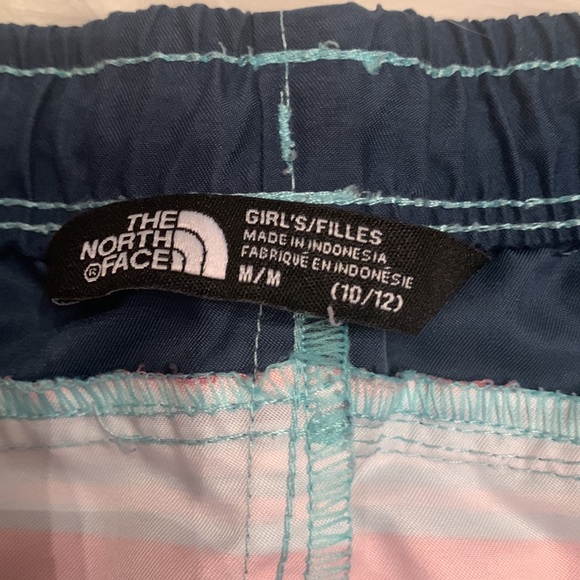 THE
NORTH
FACE®
GIRL'S/FILLES
MADE IN INDONESIA
FABRIQUÉ EN INDONÉSIE
M/M (10/12)